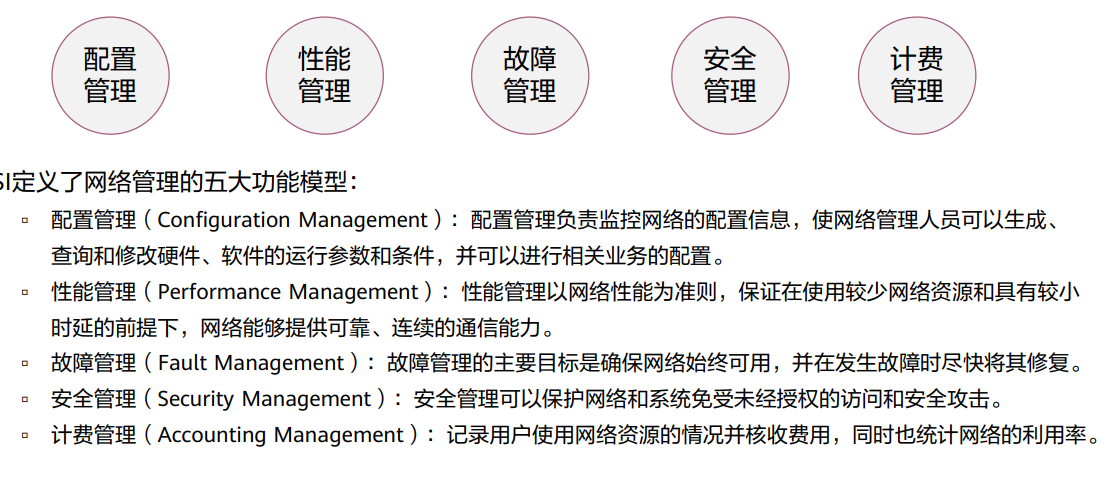 配置
管理
性能
管理
故障
管理
安全
管理
计费
管理
SI定义了网络管理的五大功能模型：
▫ 配置管理（Configuration Management）：配置管理负责监控网络的配置信息，使网络管理人员可以生成、
查询和修改硬件、软件的运行参数和条件，并可以进行相关业务的配置。
▫ 性能管理（Performance Management）：性能管理以网络性能为准则，保证在使用较少网络资源和具有较小
时延的前提下，网络能够提供可靠、连续的通信能力。
▫ 故障管理（Fault Management）：故障管理的主要目标是确保网络始终可用，并在发生故障时尽快将其修复。
▫ 安全管理（Security Management）：安全管理可以保护网络和系统免受未经授权的访问和安全攻击。
▫ 计费管理（Accounting Management）：记录用户使用网络资源的情况并核收费用，同时也统计网络的利用率。